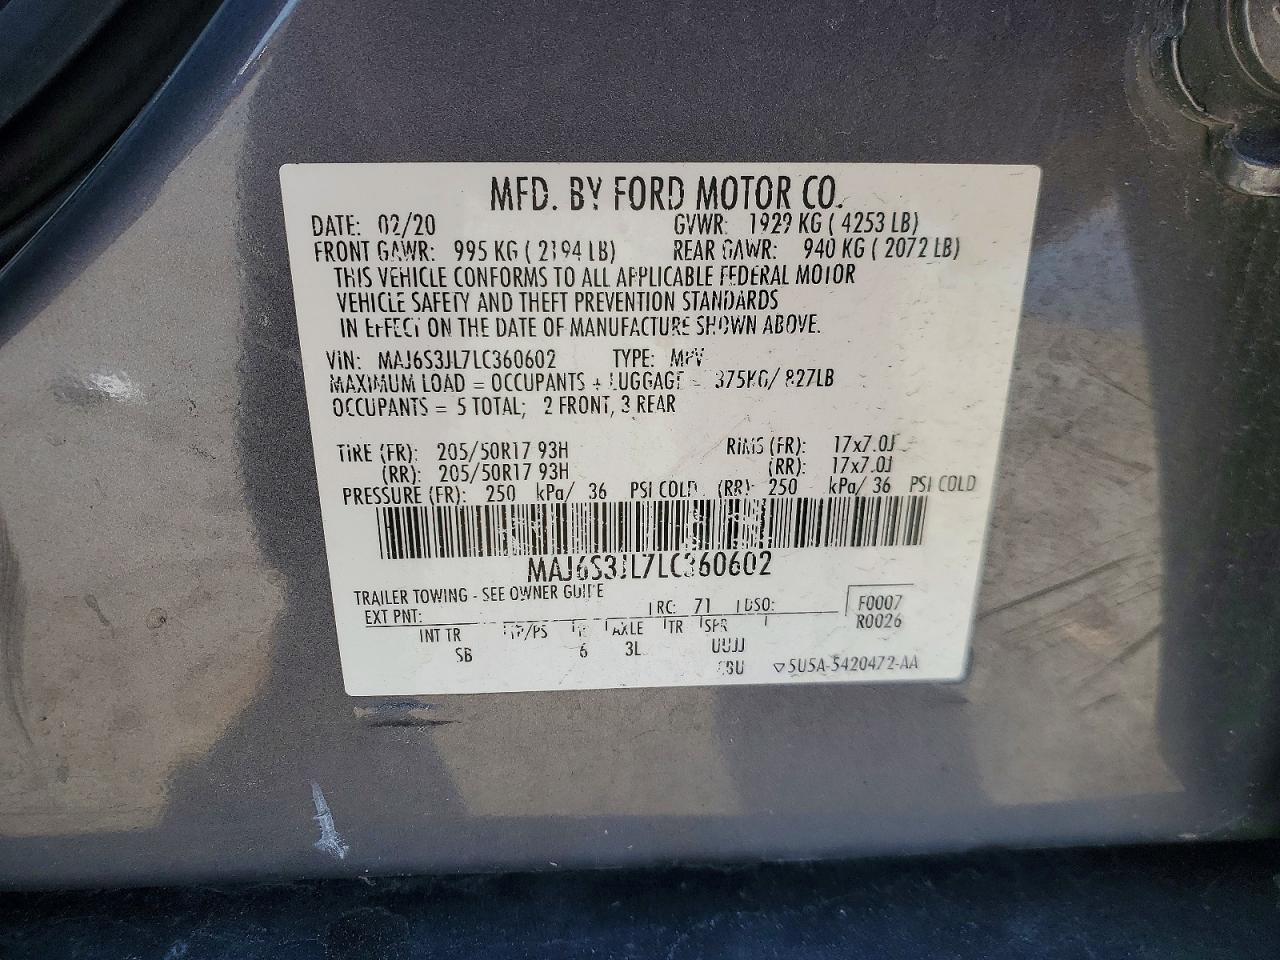 MFD. BY FORD MOTOR CO.
DATE: 02/20 GVWR: 1929 KG ( 4253 LB)
FRONT GAWR: 995 KG ( 2194 LB) REAR GAWR: 940 KG ( 2072 LB)
THIS VEHICLE CONFORMS TO ALL APPLICABLE FEDERAL MOTOR
VEHICLE SAFETY AND THEFT PREVENTION STANDARDS
IN EFFECT ON THE DATE OF MANUFACTURE SHOWN ABOVE.
VIN: MAJ6S3JL7LC360602 TYPE: MPV
MAXIMUM LOAD = OCCUPANTS + LUGGAGE = 375KG/ 827LB
OCCUPANTS = 5 TOTAL; 2 FRONT, 3 REAR
TIRE (FR): 205/50R17 93H RIMS (FR): 17x7.0J
(RR): 205/50R17 93H (RR): 17x7.0J
PRESSURE (FR): 250 kPa/ 36 PSI COLD (RR): 250 kPa/ 36 PSI COLD
MAJ6S3JL7LC360602
TRAILER TOWING - SEE OWNER GUIDE
EXT PNT: RC: 71 DSO: F0007
R0026
INT TR TP/PS R AXLE TR SPR
SB 6 3L UUJJ
5U5A-5420472-AA